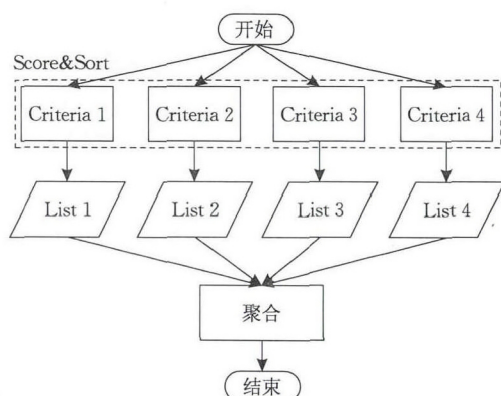 开始
Score&Sort
Criteria 1
Criteria 2
Criteria 3
Criteria 4
List 1
List 2
List 3
List 4
聚合
结束